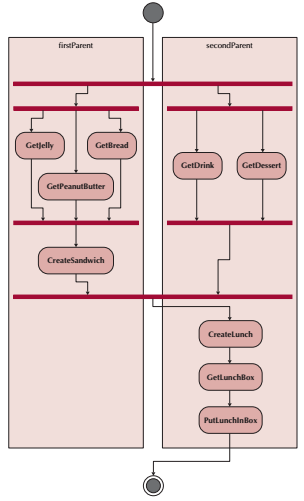 firstParent
secondParent
GetJelly
GetBread
GetPeanutButter
GetDrink
GetDessert
CreateSandwich
CreateLunch
GetLunchBox
PutLunchInBox